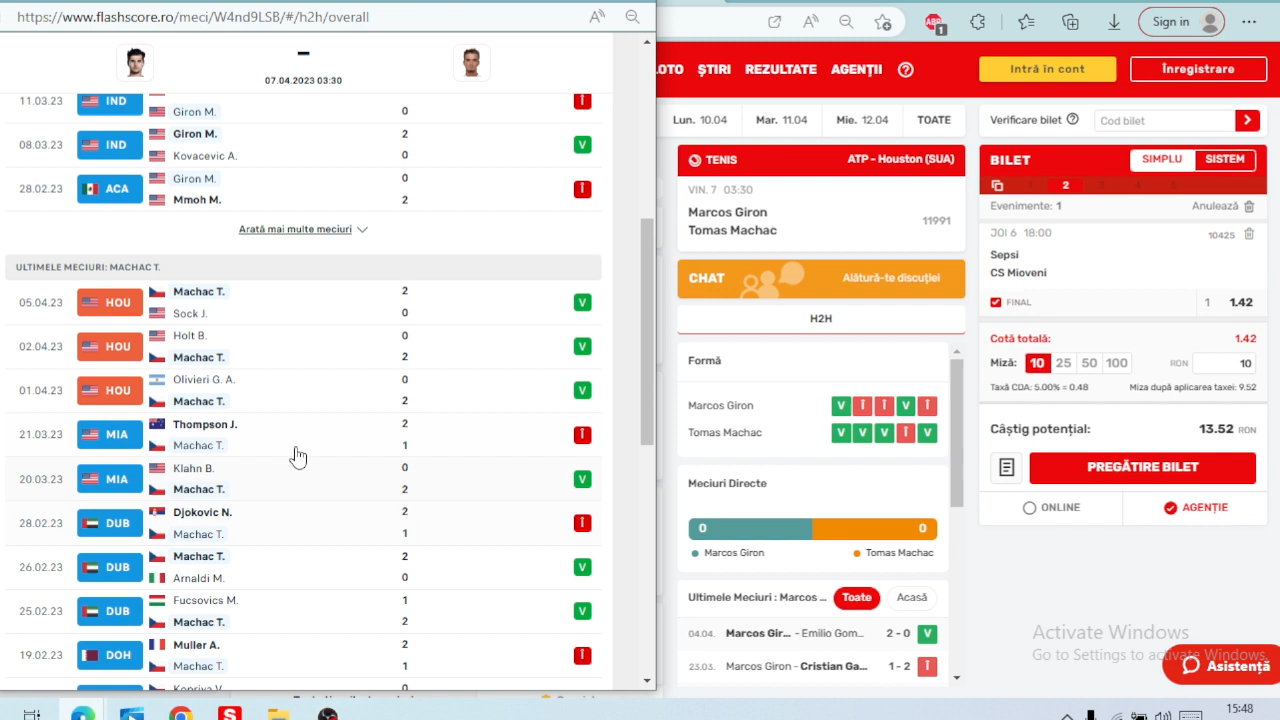 https://www.flashscore.ro/meci/W4nd9LSB/#/h2h/overall
–
07.04.2023 03:30
11.03.23 IND Giron M. 0 Î
08.03.23 IND Giron M. 2 V
Kovacevic A. 0
28.02.23 ACA Giron M. 0 Î
Mmoh M. 2
Arată mai multe meciuri
ULTIMELE MECIURI: MACHAC T.
05.04.23 HOU Machac T. 2 V
Sock J. 0
02.04.23 HOU Holt B. 0 V
Machac T. 2
01.04.23 HOU Olivieri G. A. 0 V
Machac T. 2
21.03.23 MIA Thompson J. 2 Î
Machac T. 1
20.03.23 MIA Klahn B. 0 V
Machac T. 2
28.02.23 DUB Djokovic N. 2 Î
Machac T. 1
26.02.23 DUB Machac T. 2 V
Arnaldi M. 0
25.02.23 DUB Fucsovics M. 1 V
Machac T. 2
19.02.23 DOH Muller A. 2 Î
Machac T. 1
Kopriva V. 0
ABP 1 Sign in
LOTO ȘTIRI REZULTATE AGENȚII ?
Intră în cont Înregistrare
Lun. 10.04 Mar. 11.04 Mie. 12.04 TOATE
TENIS ATP - Houston (SUA)
VIN. 7 03:30
Marcos Giron
11991
Tomas Machac
CHAT Alătură-te discuției
H2H
Formă
Marcos Giron V Î Î V Î
Tomas Machac V V V Î V
Meciuri Directe
0 0
Marcos Giron Tomas Machac
Ultimele Meciuri : Marcos ... Toate Acasă
04.04. Marcos Gir... - Emilio Gom... 2 - 0 V
23.03. Marcos Giron - Cristian Ga... 1 - 2 Î
Verificare bilet ? Cod bilet
BILET SIMPLU SISTEM
2 3 4 5
Evenimente: 1 Anulează
JOI 6 18:00 10425
Sepsi
CS Mioveni
FINAL 1 1.42
Cotă totală: 1.42
Miză: 10 25 50 100 RON 10
Taxă CDA: 5.00% = 0.48 Miza după aplicarea taxei: 9.52
Câștig potențial: 13.52 RON
PREGĂTIRE BILET
ONLINE AGENȚIE
Activate Windows
Go to Settings to activate Windows.
Asistență
S
15:48